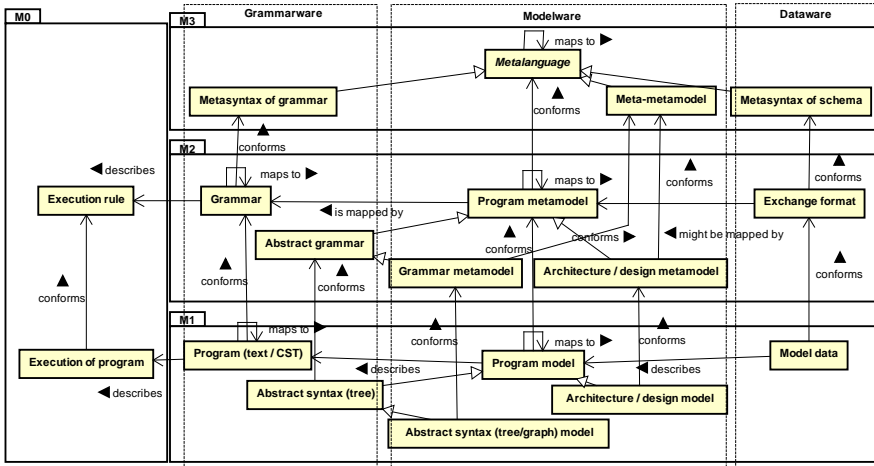 Grammarware
Modelware
Dataware
M0
M3
maps to ▶
Metalanguage
Metasyntax of grammar
▲
conforms
Meta-metamodel
Metasyntax of schema
▲
conforms
M2
◀ describes
maps to ▶
maps to ▶
▲
conforms
▲
conforms
Execution rule
Grammar
Program metamodel
Exchange format
◀ is mapped by
Abstract grammar
▲
conforms
conforms ▶
◀ might be mapped by
▲
conforms
▲
conforms
▲
conforms
Grammar metamodel
Architecture / design metamodel
▲
conforms
M1
maps to ▶
▲
conforms
maps to ▶
▲
conforms
Execution of program
Program (text / CST)
Program model
Model data
◀ describes
◀ describes
◀ describes
Abstract syntax (tree)
Architecture / design model
Abstract syntax (tree/graph) model